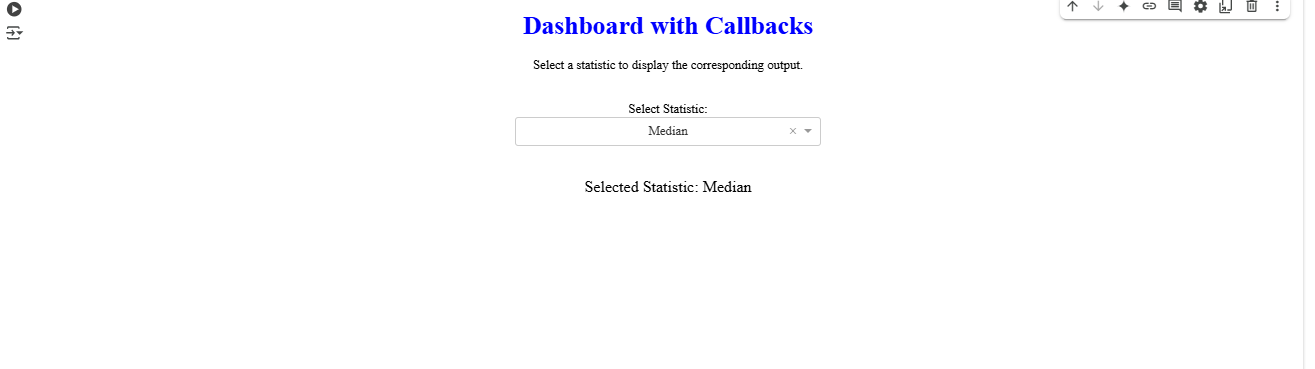 Dashboard with Callbacks
Select a statistic to display the corresponding output.
Select Statistic:
Median
Selected Statistic: Median